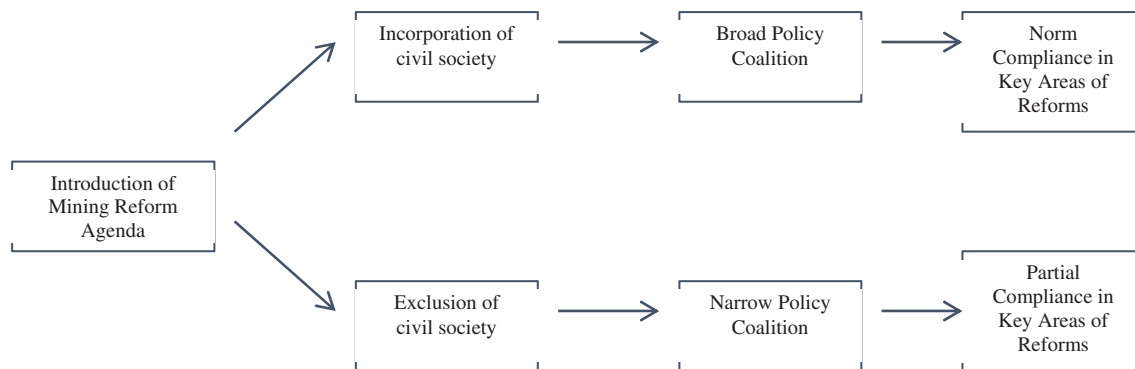 Introduction of
Mining Reform
Agenda
Incorporation of
civil society
Broad Policy
Coalition
Norm
Compliance in
Key Areas of
Reforms
Exclusion of
civil society
Narrow Policy
Coalition
Partial
Compliance in
Key Areas of
Reforms